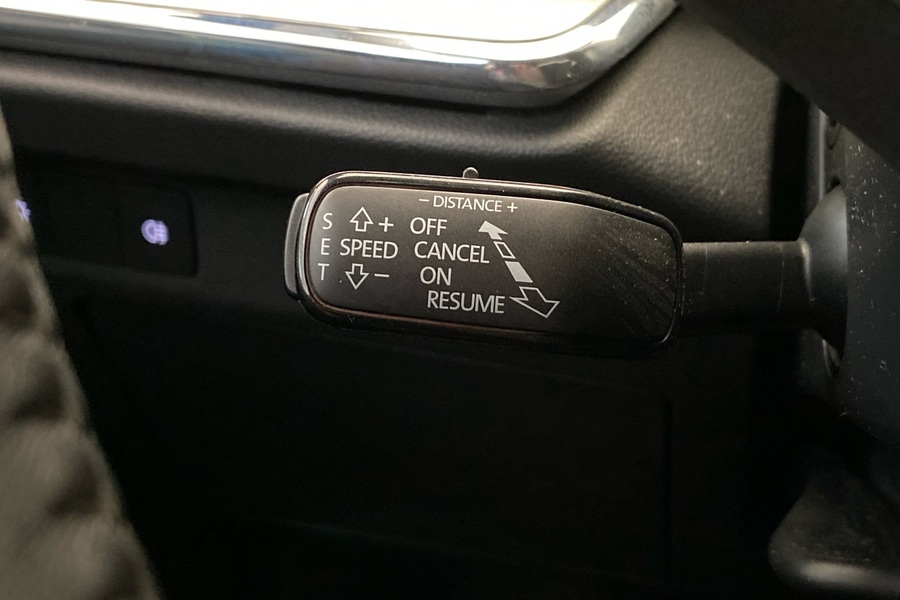 − DISTANCE +
S ⇧ + OFF
E SPEED CANCEL
T ⇩ − ON
RESUME